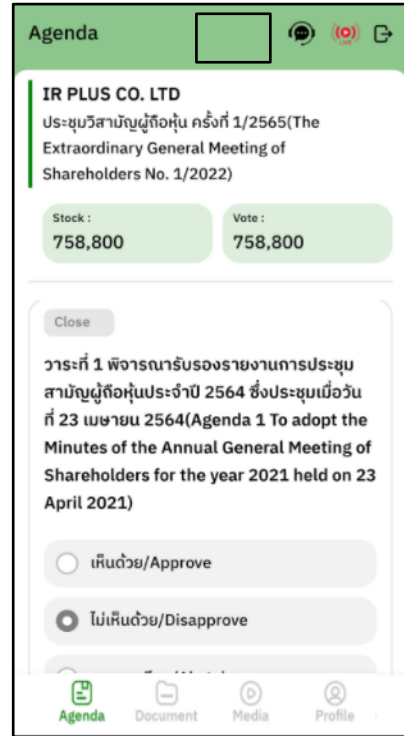 Agenda
LIVE
IR PLUS CO. LTD
ประชุมวิสามัญผู้ถือหุ้น ครั้งที่ 1/2565(The
Extraordinary General Meeting of
Shareholders No. 1/2022)
Stock :
758,800
Vote :
758,800
Close
วาระที่ 1 พิจารณารับรองรายงานการประชุม
สามัญผู้ถือหุ้นประจำปี 2564 ซึ่งประชุมเมื่อวัน
ที่ 23 เมษายน 2564(Agenda 1 To adopt the
Minutes of the Annual General Meeting of
Shareholders for the year 2021 held on 23
April 2021)
เห็นด้วย/Approve
ไม่เห็นด้วย/Disapprove
Agenda
Document
Media
Profile